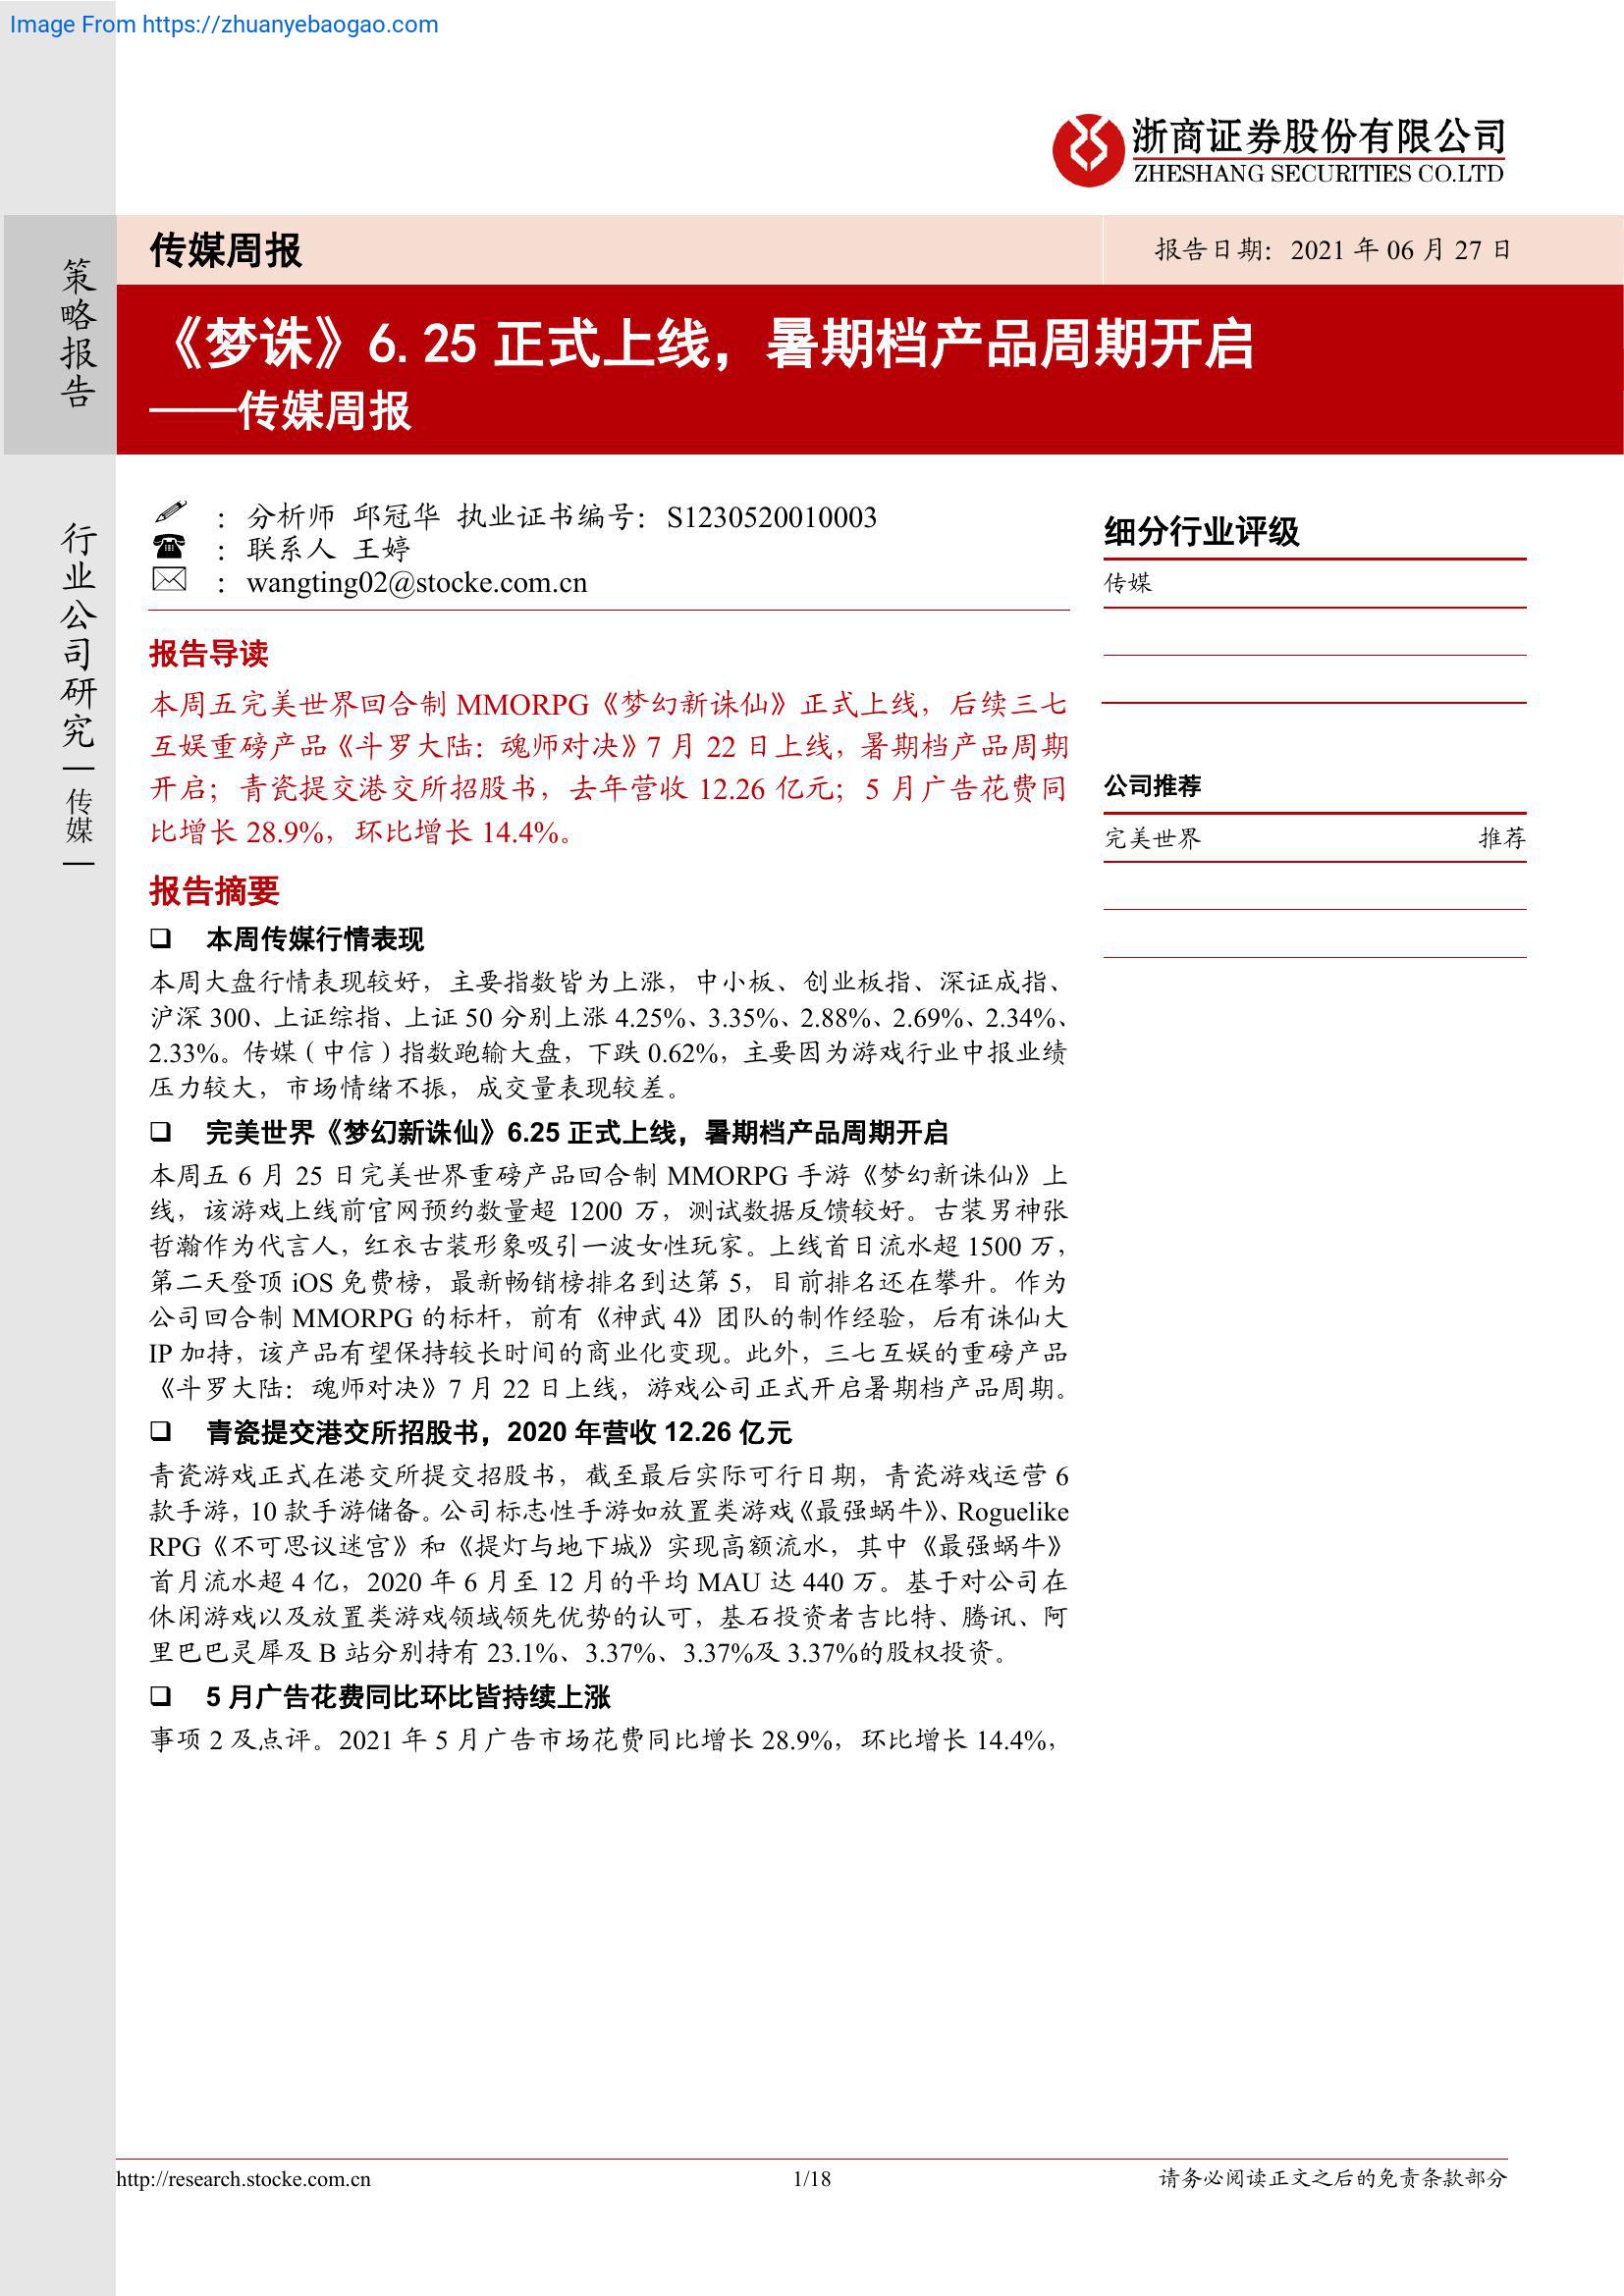 Image From https://zhuanyebaogao.com
浙商证券股份有限公司
ZHESHANG SECURITIES CO.LTD
传媒周报
报告日期：2021 年 06 月 27 日
《梦诛》6.25 正式上线，暑期档产品周期开启
——传媒周报
策略报告
行业公司研究｜传媒｜
： 分析师 邱冠华 执业证书编号：S1230520010003
： 联系人 王婷
： wangting02@stocke.com.cn
报告导读
本周五完美世界回合制 MMORPG《梦幻新诛仙》正式上线，后续三七
互娱重磅产品《斗罗大陆：魂师对决》7 月 22 日上线，暑期档产品周期
开启；青瓷提交港交所招股书，去年营收 12.26 亿元；5 月广告花费同
比增长 28.9%，环比增长 14.4%。
报告摘要
❑ 本周传媒行情表现
本周大盘行情表现较好，主要指数皆为上涨，中小板、创业板指、深证成指、
沪深 300、上证综指、上证 50 分别上涨 4.25%、3.35%、2.88%、2.69%、2.34%、
2.33%。传媒（中信）指数跑输大盘，下跌 0.62%，主要因为游戏行业中报业绩
压力较大，市场情绪不振，成交量表现较差。
❑ 完美世界《梦幻新诛仙》6.25 正式上线，暑期档产品周期开启
本周五 6 月 25 日完美世界重磅产品回合制 MMORPG 手游《梦幻新诛仙》上
线，该游戏上线前官网预约数量超 1200 万，测试数据反馈较好。古装男神张
哲瀚作为代言人，红衣古装形象吸引一波女性玩家。上线首日流水超 1500 万，
第二天登顶 iOS 免费榜，最新畅销榜排名到达第 5，目前排名还在攀升。作为
公司回合制 MMORPG 的标杆，前有《神武 4》团队的制作经验，后有诛仙大
IP 加持，该产品有望保持较长时间的商业化变现。此外，三七互娱的重磅产品
《斗罗大陆：魂师对决》7 月 22 日上线，游戏公司正式开启暑期档产品周期。
❑ 青瓷提交港交所招股书，2020 年营收 12.26 亿元
青瓷游戏正式在港交所提交招股书，截至最后实际可行日期，青瓷游戏运营 6
款手游，10 款手游储备。公司标志性手游如放置类游戏《最强蜗牛》、Roguelike
RPG《不可思议迷宫》和《提灯与地下城》实现高额流水，其中《最强蜗牛》
首月流水超 4 亿，2020 年 6 月至 12 月的平均 MAU 达 440 万。基于对公司在
休闲游戏以及放置类游戏领域领先优势的认可，基石投资者吉比特、腾讯、阿
里巴巴灵犀及 B 站分别持有 23.1%、3.37%、3.37%及 3.37%的股权投资。
❑ 5 月广告花费同比环比皆持续上涨
事项 2 及点评。2021 年 5 月广告市场花费同比增长 28.9%，环比增长 14.4%，
细分行业评级
传媒
公司推荐
完美世界 推荐
http://research.stocke.com.cn
1/18
请务必阅读正文之后的免责条款部分